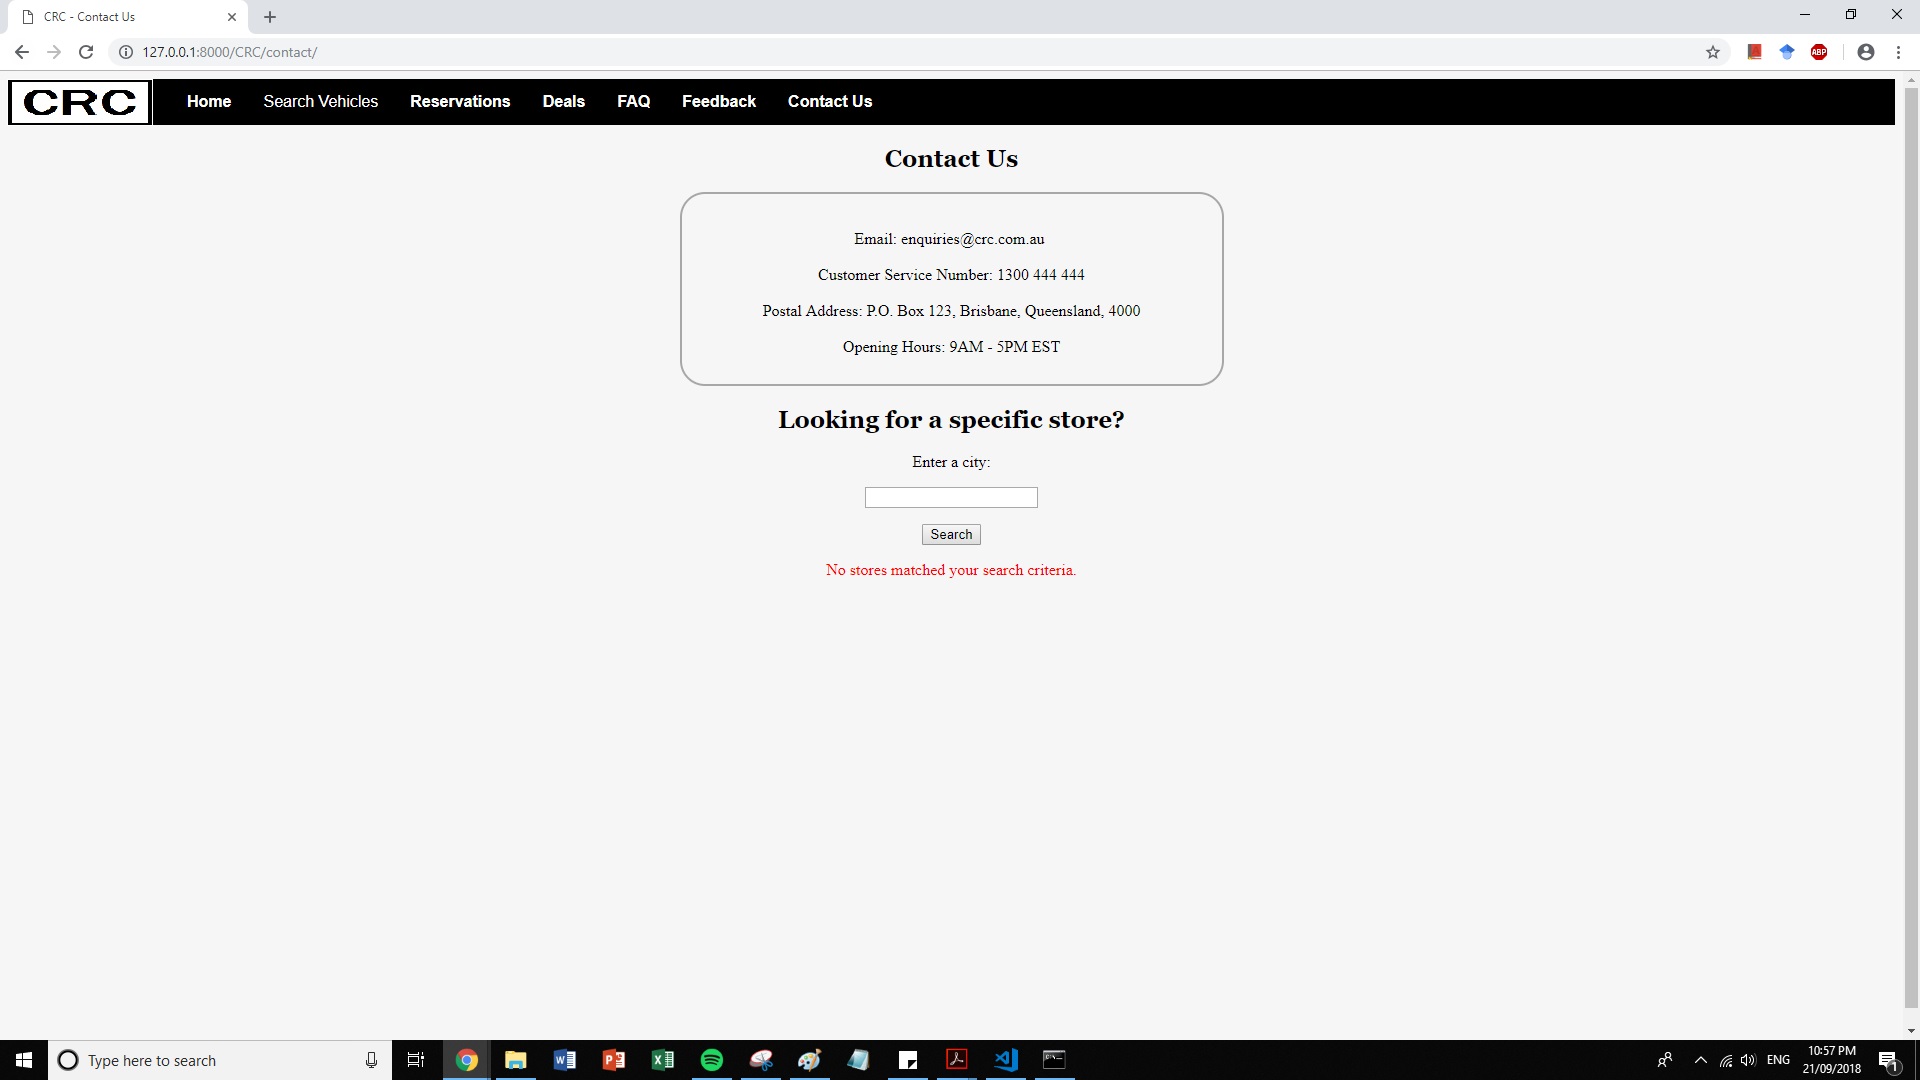 CRC - Contact Us
127.0.0.1:8000/CRC/contact/
ABP
CRC
Home Search Vehicles Reservations Deals FAQ Feedback Contact Us
Contact Us
Email: enquiries@crc.com.au
Customer Service Number: 1300 444 444
Postal Address: P.O. Box 123, Brisbane, Queensland, 4000
Opening Hours: 9AM - 5PM EST
Looking for a specific store?
Enter a city:
Search
No stores matched your search criteria.
Type here to search
ENG
10:57 PM
21/09/2018
1